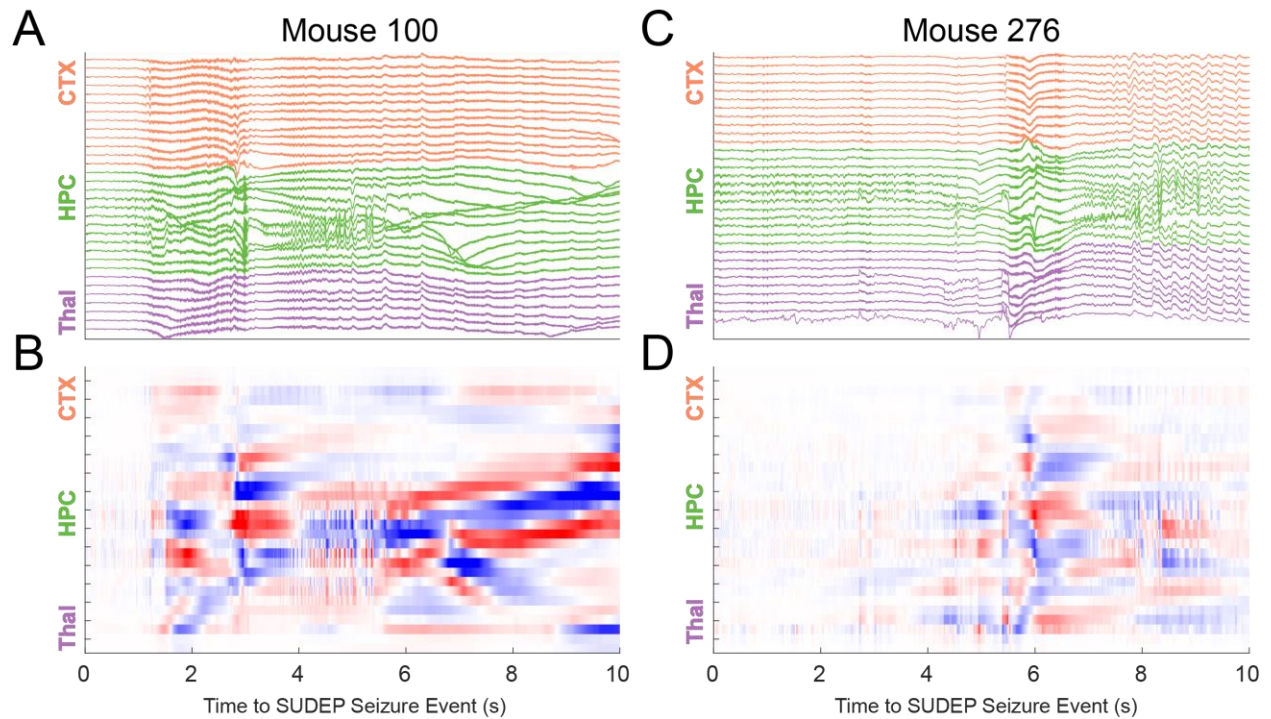 A
Mouse 100
CTX
HPC
Thal
C
Mouse 276
CTX
HPC
Thal
B
CTX
HPC
Thal
0 2 4 6 8 10
Time to SUDEP Seizure Event (s)
D
CTX
HPC
Thal
0 2 4 6 8 10
Time to SUDEP Seizure Event (s)